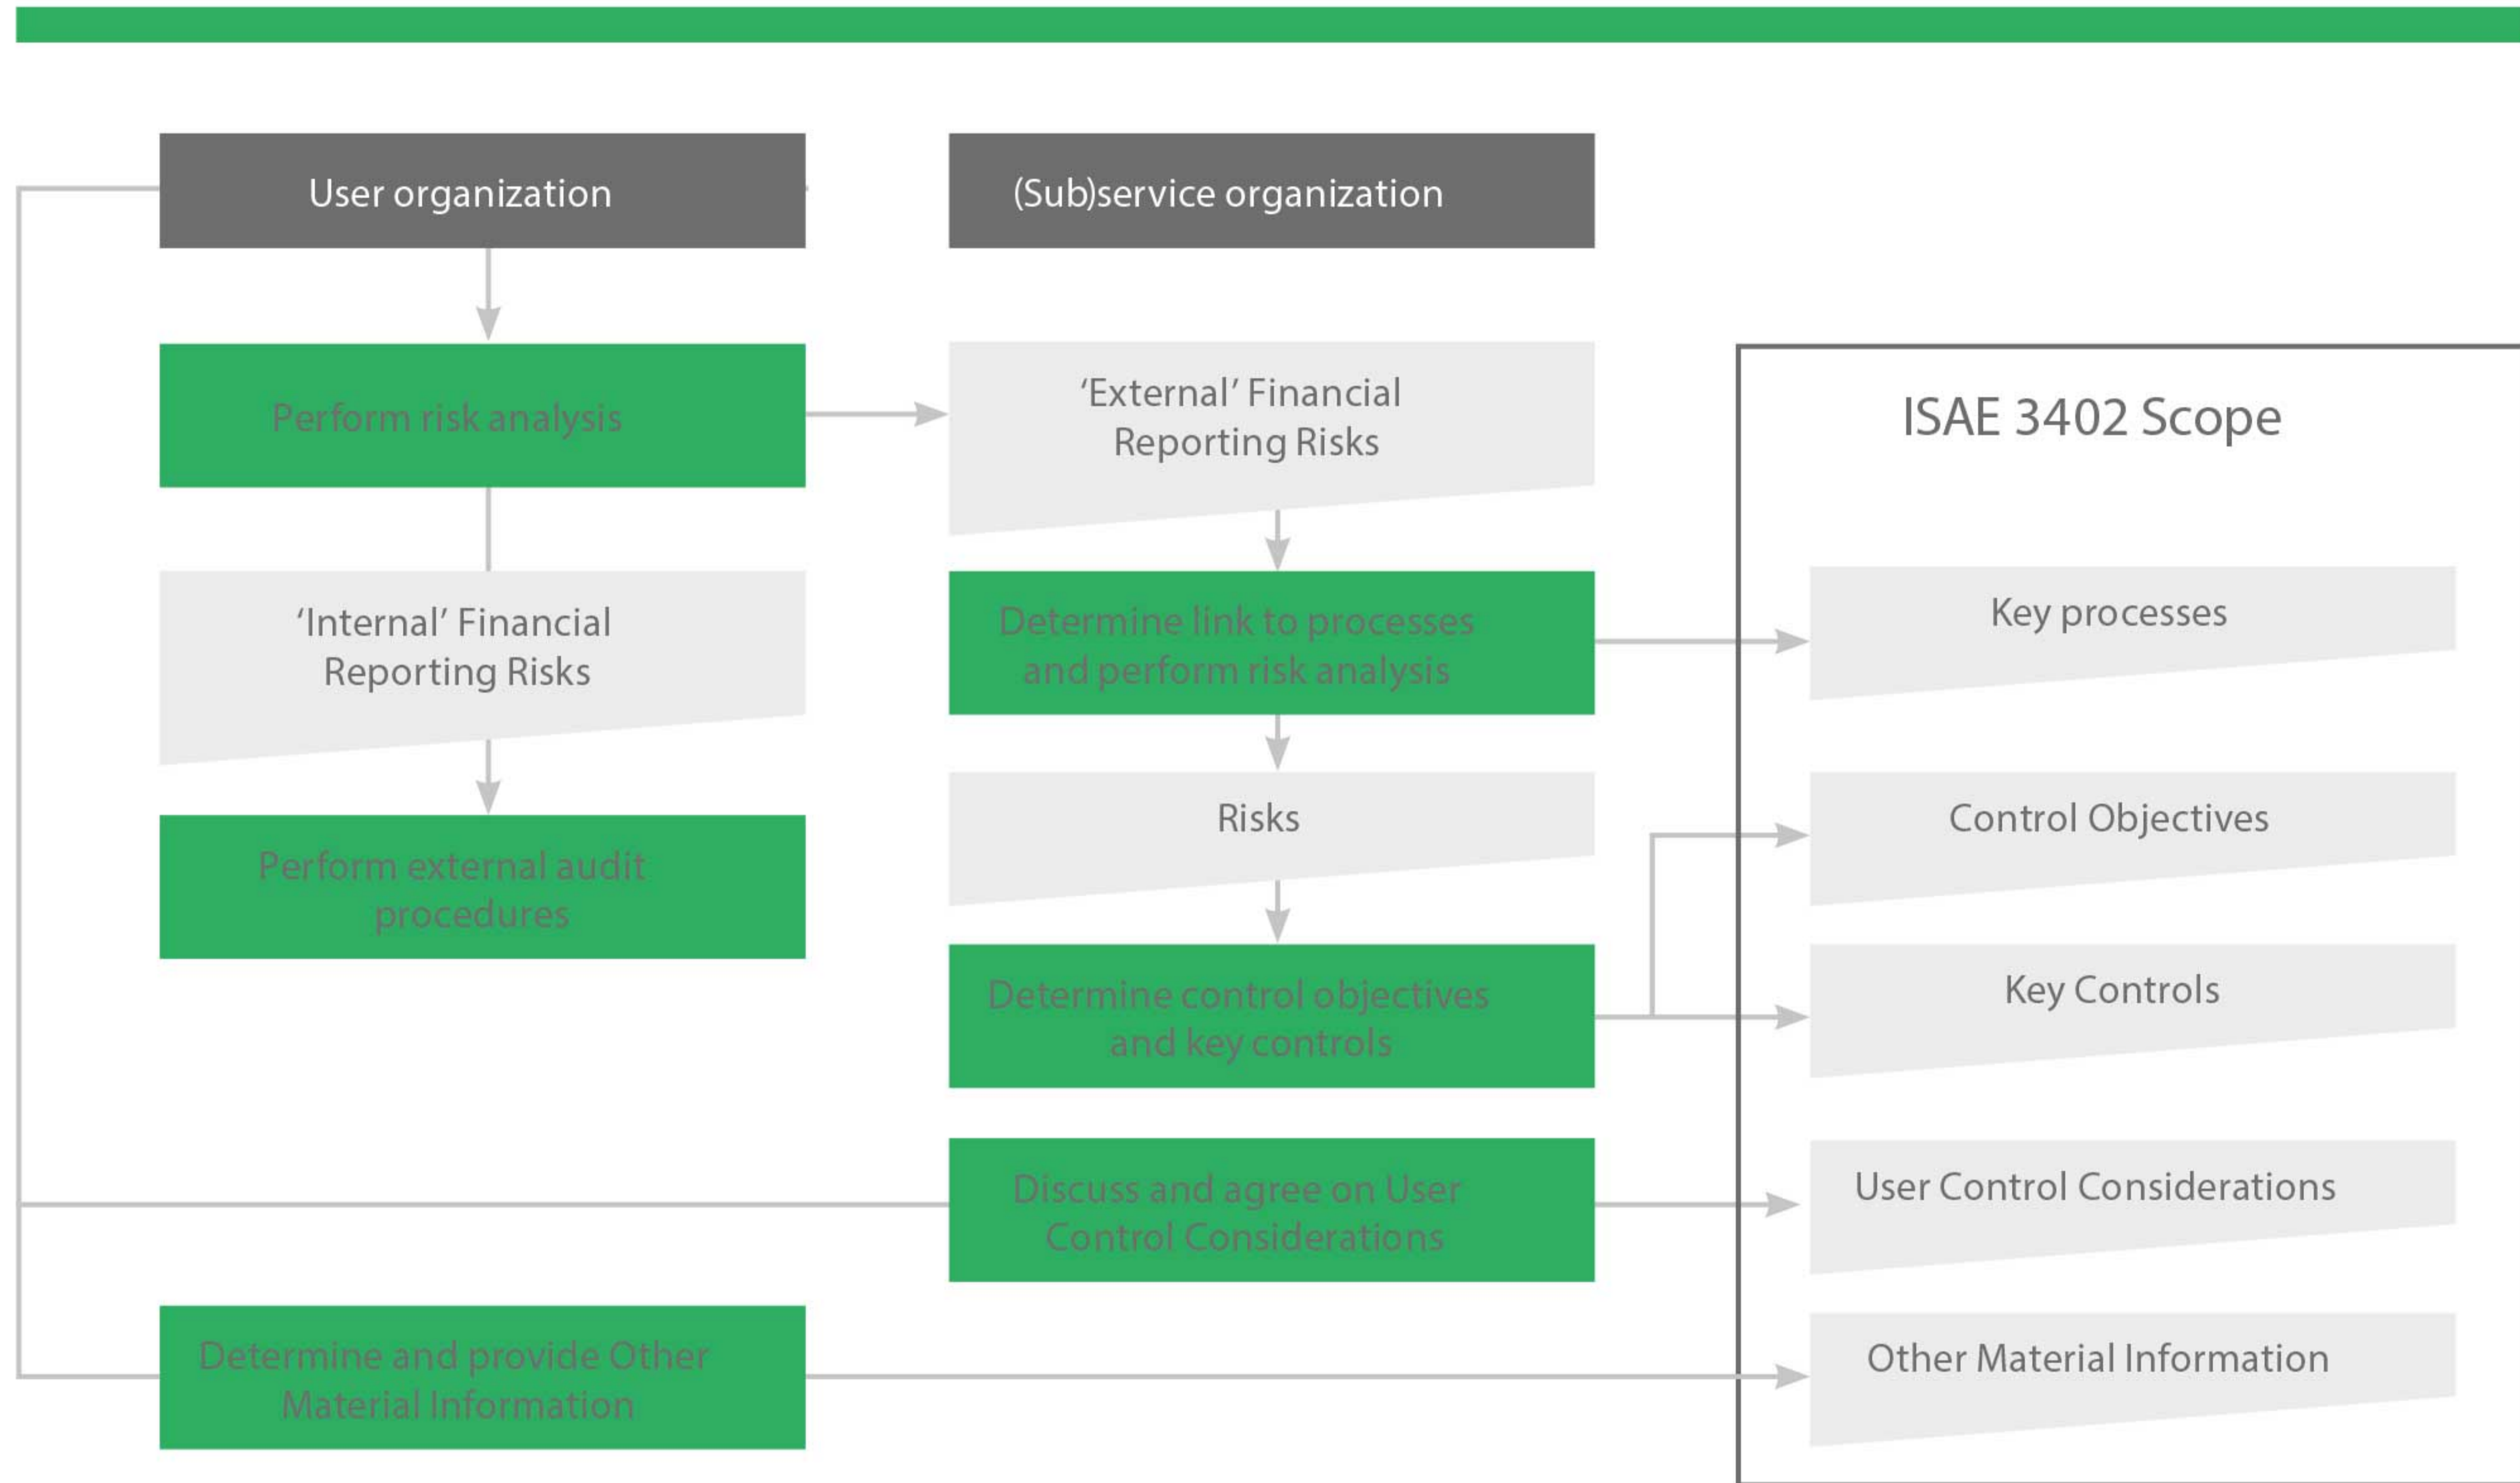 User organization
(Sub)service organization
Perform risk analysis
‘External’ Financial
Reporting Risks
ISAE 3402 Scope
‘Internal’ Financial
Reporting Risks
Determine link to processes
and perform risk analysis
Key processes
Risks
Control Objectives
Perform external audit
procedures
Determine control objectives
and key controls
Key Controls
Discuss and agree on User
Control Considerations
User Control Considerations
Determine and provide Other
Material Information
Other Material Information